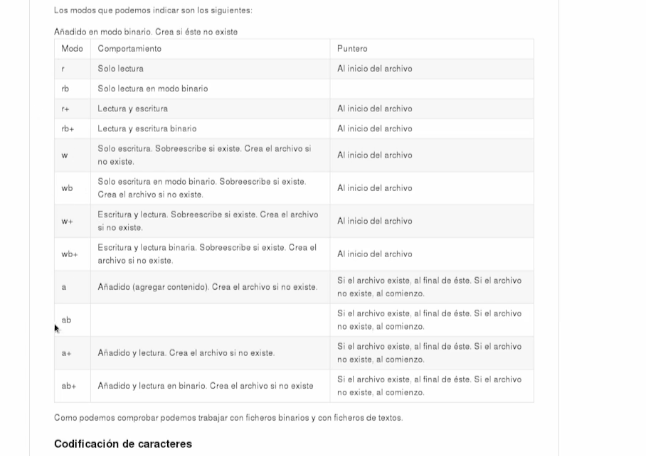 Los modos que podemos indicar son los siguientes:
Añadido en modo binario. Crea si éste no existe
Modo Comportamiento Puntero
r Solo lectura Al inicio del archivo
rb Solo lectura en modo binario
r+ Lectura y escritura Al inicio del archivo
rb+ Lectura y escritura binario Al inicio del archivo
w Solo escritura. Sobreescribe si existe. Crea el archivo si no existe. Al inicio del archivo
wb Solo escritura en modo binario. Sobreescribe si existe. Crea el archivo si no existe. Al inicio del archivo
w+ Escritura y lectura. Sobreescribe si existe. Crea el archivo si no existe. Al inicio del archivo
wb+ Escritura y lectura binaria. Sobreescribe si existe. Crea el archivo si no existe. Al inicio del archivo
a Añadido (agregar contenido). Crea el archivo si no existe. Si el archivo existe, al final de éste. Si el archivo no existe, al comienzo.
ab Si el archivo existe, al final de éste. Si el archivo no existe, al comienzo.
a+ Añadido y lectura. Crea el archivo si no existe. Si el archivo existe, al final de éste. Si el archivo no existe, al comienzo.
ab+ Añadido y lectura en binario. Crea el archivo si no existe Si el archivo existe, al final de éste. Si el archivo no existe, al comienzo.
Como podemos comprobar podemos trabajar con ficheros binarios y con ficheros de textos.
Codificación de caracteres